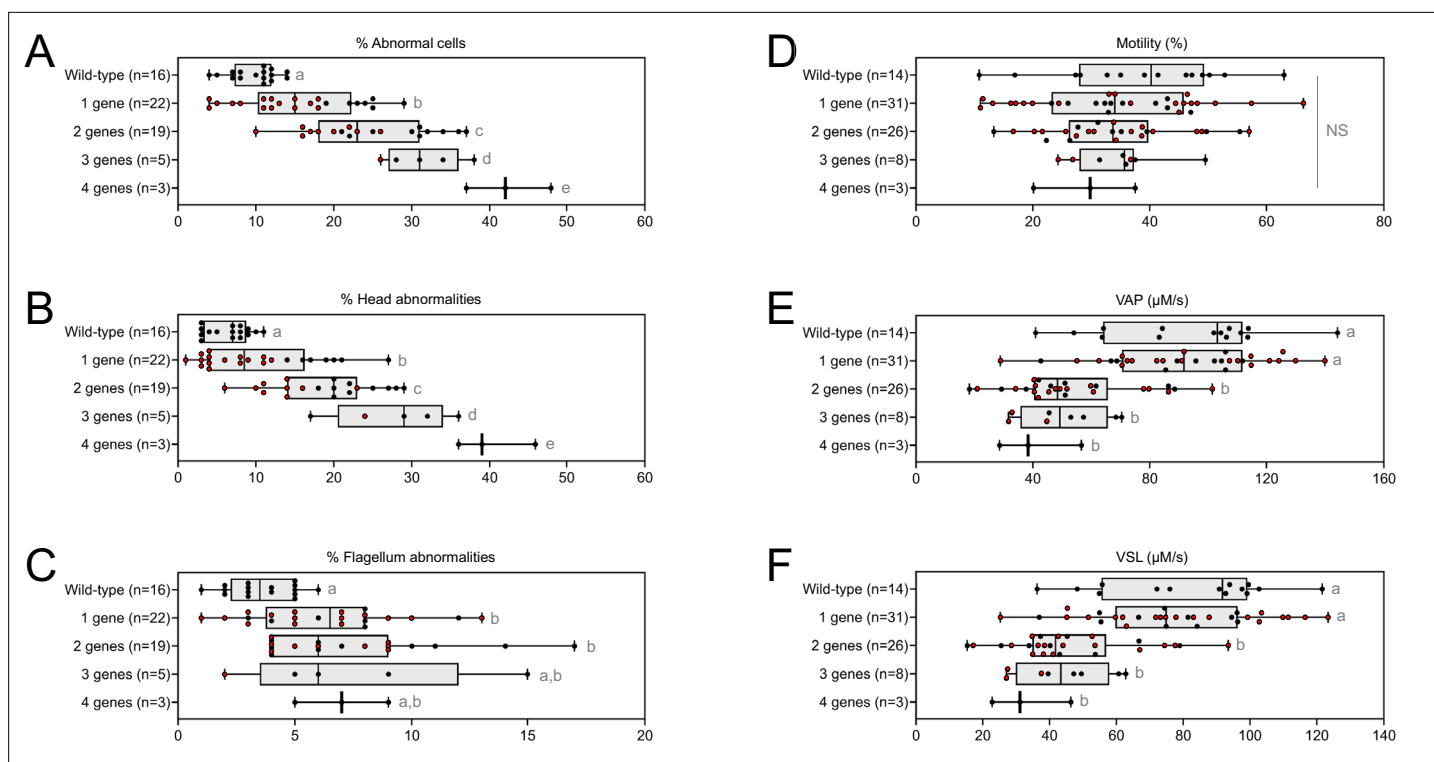 A
% Abnormal cells
Wild-type (n=16)
a
1 gene (n=22)
b
2 genes (n=19)
c
3 genes (n=5)
d
4 genes (n=3)
e
0 10 20 30 40 50 60
B
% Head abnormalities
Wild-type (n=16)
a
1 gene (n=22)
b
2 genes (n=19)
c
3 genes (n=5)
d
4 genes (n=3)
e
0 10 20 30 40 50 60
C
% Flagellum abnormalities
Wild-type (n=16)
a
1 gene (n=22)
b
2 genes (n=19)
b
3 genes (n=5)
a,b
4 genes (n=3)
a,b
0 5 10 15 20
D
Motility (%)
Wild-type (n=14)
1 gene (n=31)
2 genes (n=26)
NS
3 genes (n=8)
4 genes (n=3)
0 20 40 60 80
E
VAP (µM/s)
Wild-type (n=14)
a
1 gene (n=31)
a
2 genes (n=26)
b
3 genes (n=8)
b
4 genes (n=3)
b
0 40 80 120 160
F
VSL (µM/s)
Wild-type (n=14)
a
1 gene (n=31)
a
2 genes (n=26)
b
3 genes (n=8)
b
4 genes (n=3)
b
0 20 40 60 80 100 120 140